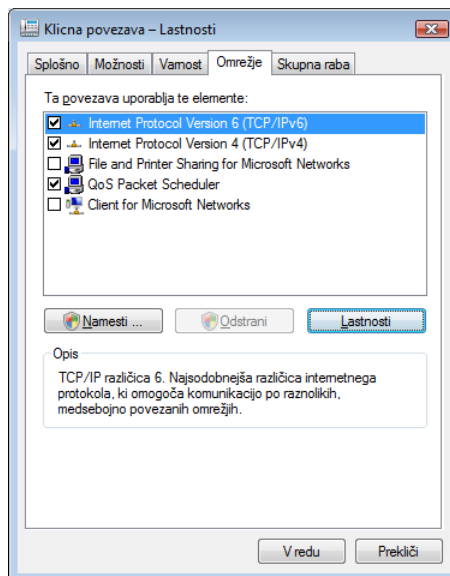 Klicna povezava – Lastnosti
Splošno Možnosti Varnost Omrežje Skupna raba
Ta povezava uporablja te elemente:
Internet Protocol Version 6 (TCP/IPv6)
Internet Protocol Version 4 (TCP/IPv4)
File and Printer Sharing for Microsoft Networks
QoS Packet Scheduler
Client for Microsoft Networks
Namesti ... Odstrani Lastnosti
Opis
TCP/IP različica 6. Najsodobnejša različica internetnega
protokola, ki omogoča komunikacijo po raznolikih,
medsebojno povezanih omrežjih.
V redu Prekliči